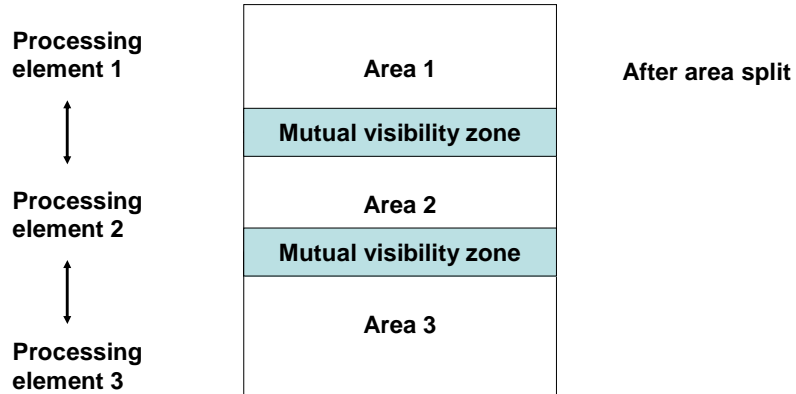 Processing
element 1
Area 1
After area split
Mutual visibility zone
Processing
element 2
Area 2
Mutual visibility zone
Area 3
Processing
element 3